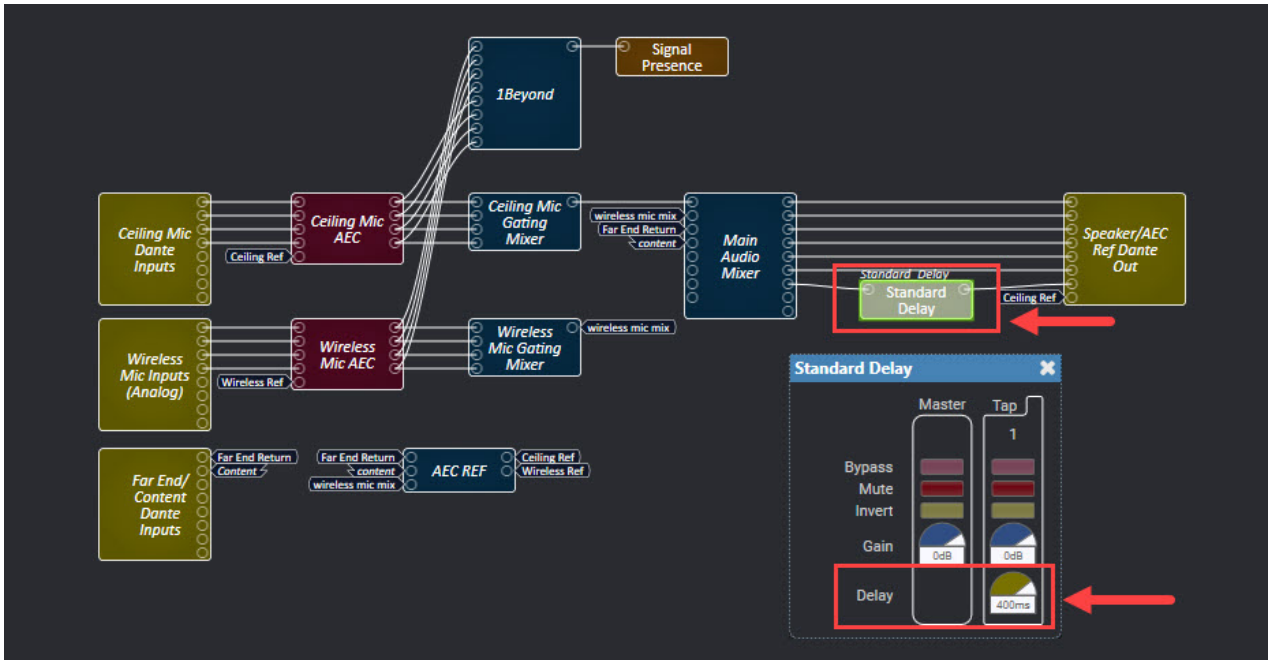 Signal
Presence
1Beyond
Ceiling Mic
Dante
Inputs
Ceiling Ref
Ceiling Mic
AEC
Ceiling Mic
Gating
Mixer
wireless mic mix
Far End Return
content
Main
Audio
Mixer
Standard Delay
Standard
Delay
Ceiling Ref
Speaker/AEC
Ref Dante
Out
Wireless
Mic Inputs
(Analog)
Wireless Ref
Wireless
Mic AEC
Wireless
Mic Gating
Mixer
wireless mic mix
Far End/
Content
Dante
Inputs
Far End Return
Content
Far End Return
content
wireless mic mix
AEC REF
Ceiling Ref
Wireless Ref
Standard Delay
Master Tap
1
Bypass
Mute
Invert
Gain 0dB 0dB
Delay 400ms